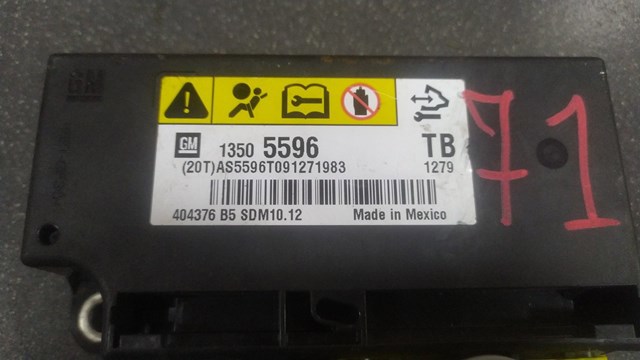 GM 1350 5596 TB
(20T)AS5596T091271983 1279
404376 B5 SDM10.12 Made in Mexico
71